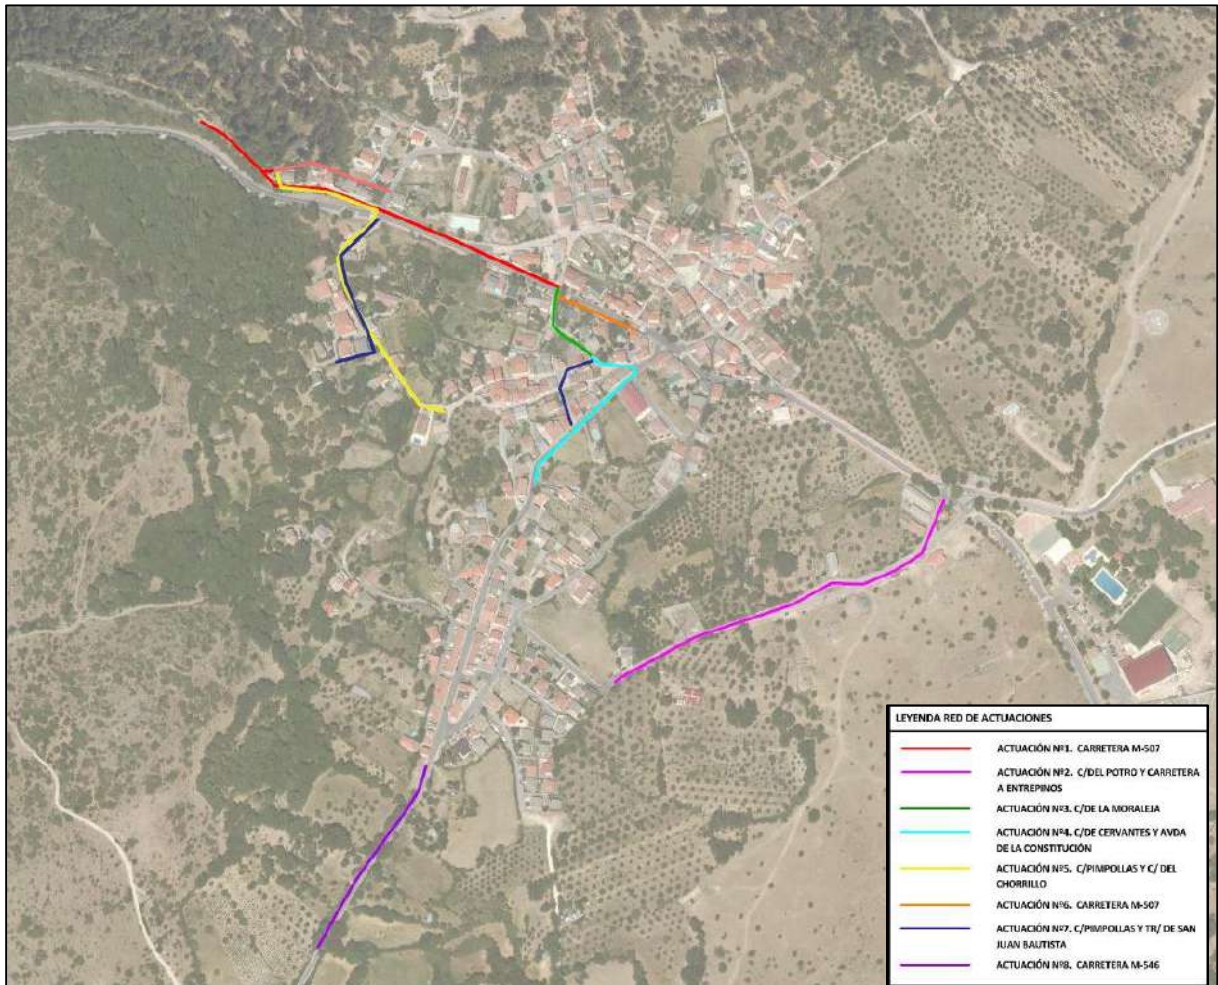 LEYENDA RED DE ACTUACIONES
ACTUACIÓN Nº1. CARRETERA M-507
ACTUACIÓN Nº2. C/DEL POTRO Y CARRETERA
A ENTREPINOS
ACTUACIÓN Nº3. C/DE LA MORALEJA
ACTUACIÓN Nº4. C/DE CERVANTES Y AVDA
DE LA CONSTITUCIÓN
ACTUACIÓN Nº5. C/PIMPOLLAS Y C/ DEL
CHORRILLO
ACTUACIÓN Nº6. CARRETERA M-507
ACTUACIÓN Nº7. C/PIMPOLLAS Y TR/ DE SAN
JUAN BAUTISTA
ACTUACIÓN Nº8. CARRETERA M-546